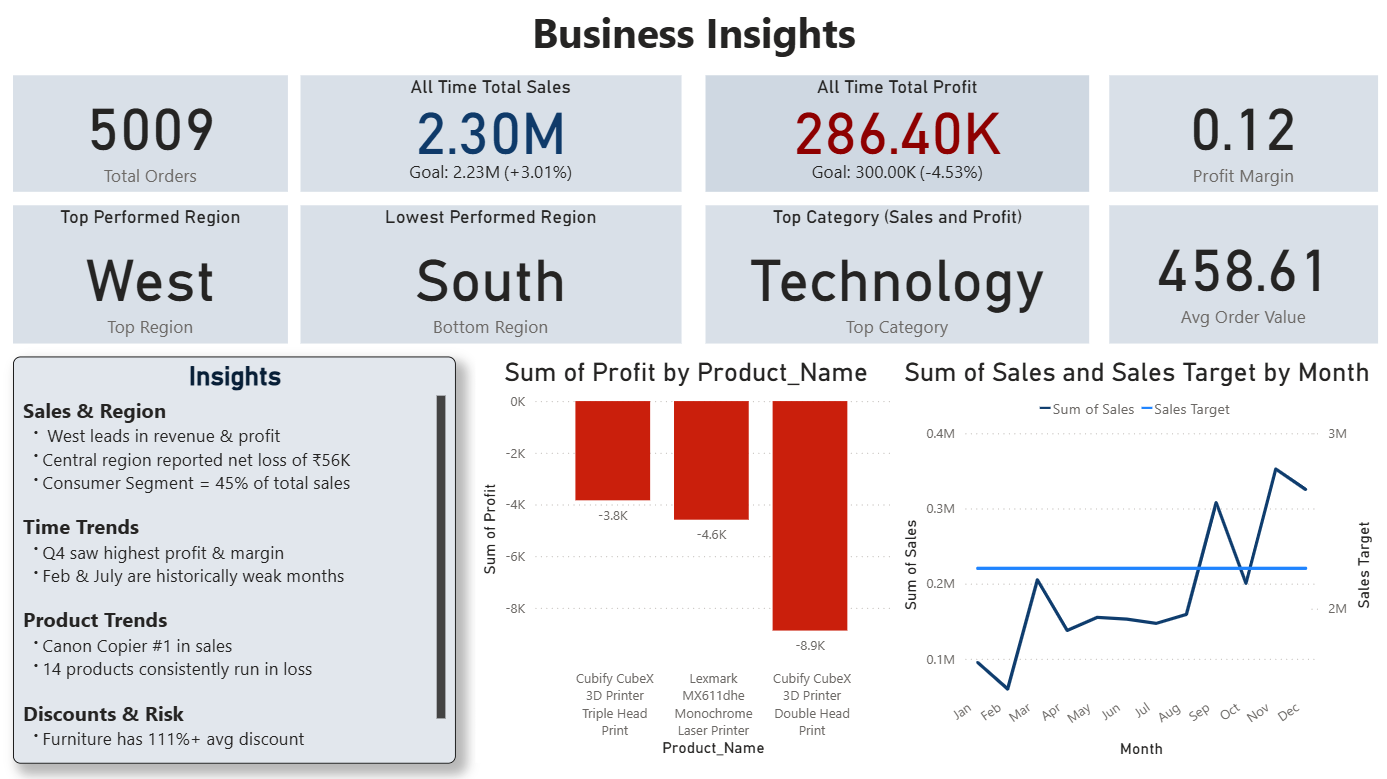 Business Insights
5009
Total Orders
All Time Total Sales
2.30M
Goal: 2.23M (+3.01%)
All Time Total Profit
286.40K
Goal: 300.00K (-4.53%)
0.12
Profit Margin
Top Performed Region
West
Top Region
Lowest Performed Region
South
Bottom Region
Top Category (Sales and Profit)
Technology
Top Category
458.61
Avg Order Value
Insights
Sales & Region
• West leads in revenue & profit
• Central region reported net loss of ₹56K
• Consumer Segment = 45% of total sales
Time Trends
• Q4 saw highest profit & margin
• Feb & July are historically weak months
Product Trends
• Canon Copier #1 in sales
• 14 products consistently run in loss
Discounts & Risk
• Furniture has 111%+ avg discount
Sum of Profit by Product_Name
Sum of Profit
0K
-2K
-4K
-6K
-8K
-3.8K
-4.6K
-8.9K
Cubify CubeX
3D Printer
Triple Head
Print
Lexmark
MX611dhe
Monochrome
Laser Printer
Cubify CubeX
3D Printer
Double Head
Print
Product_Name
Sum of Sales and Sales Target by Month
Sum of Sales
Sales Target
Sum of Sales
0.4M
0.3M
0.2M
0.1M
3M
2M
Sales Target
Jan
Feb
Mar
Apr
May
Jun
Jul
Aug
Sep
Oct
Nov
Dec
Month